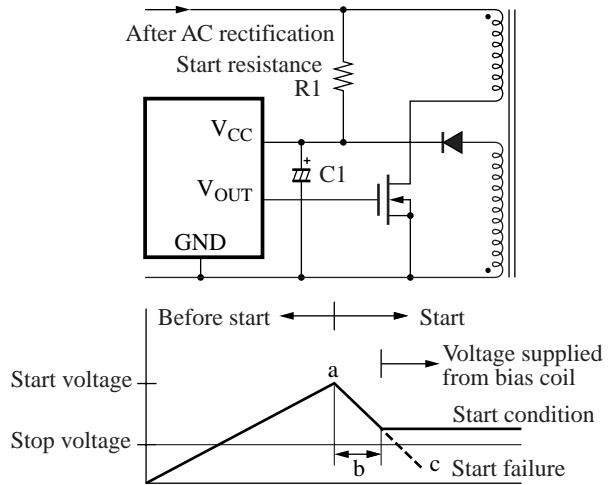 After AC rectification
Start resistance
R1
VCC
+
C1
VOUT
GND
Before start
Start
Voltage supplied
from bias coil
a
Start voltage
Start condition
Stop voltage
b
c
Start failure